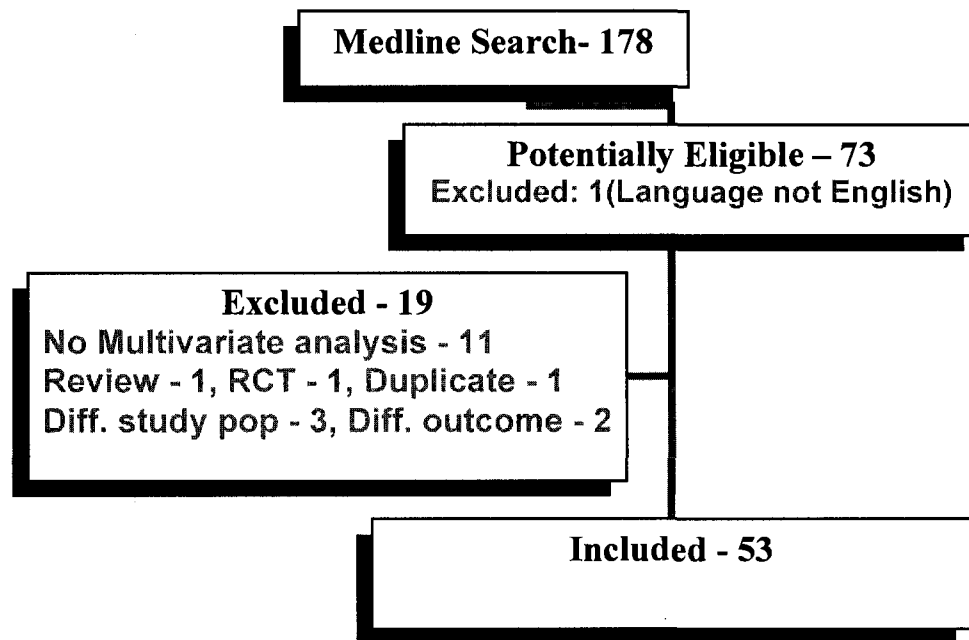 Medline Search- 178
Potentially Eligible – 73
Excluded: 1(Language not English)
Excluded - 19
No Multivariate analysis - 11
Review - 1, RCT - 1, Duplicate - 1
Diff. study pop - 3, Diff. outcome - 2
Included - 53